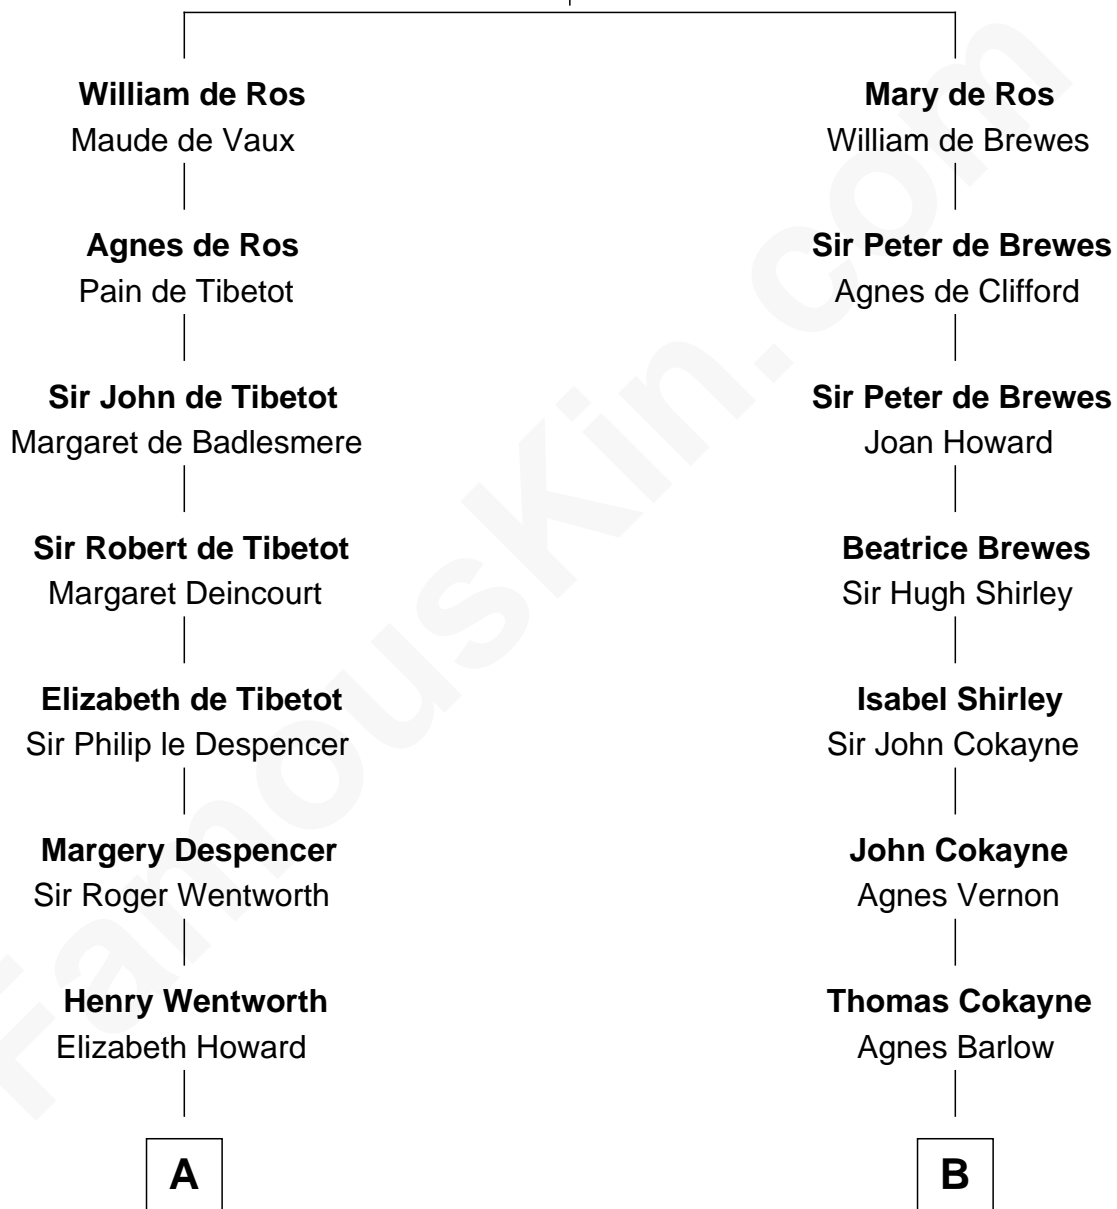 William de Ros
Maude de Vaux
Agnes de Ros
Pain de Tibetot
Sir John de Tibetot
Margaret de Badlesmere
Sir Robert de Tibetot
Margaret Deincourt
Elizabeth de Tibetot
Sir Philip le Despencer
Margery Despencer
Sir Roger Wentworth
Henry Wentworth
Elizabeth Howard
A
Mary de Ros
William de Brewes
Sir Peter de Brewes
Agnes de Clifford
Sir Peter de Brewes
Joan Howard
Beatrice Brewes
Sir Hugh Shirley
Isabel Shirley
Sir John Cokayne
John Cokayne
Agnes Vernon
Thomas Cokayne
Agnes Barlow
B
FamousKin.com